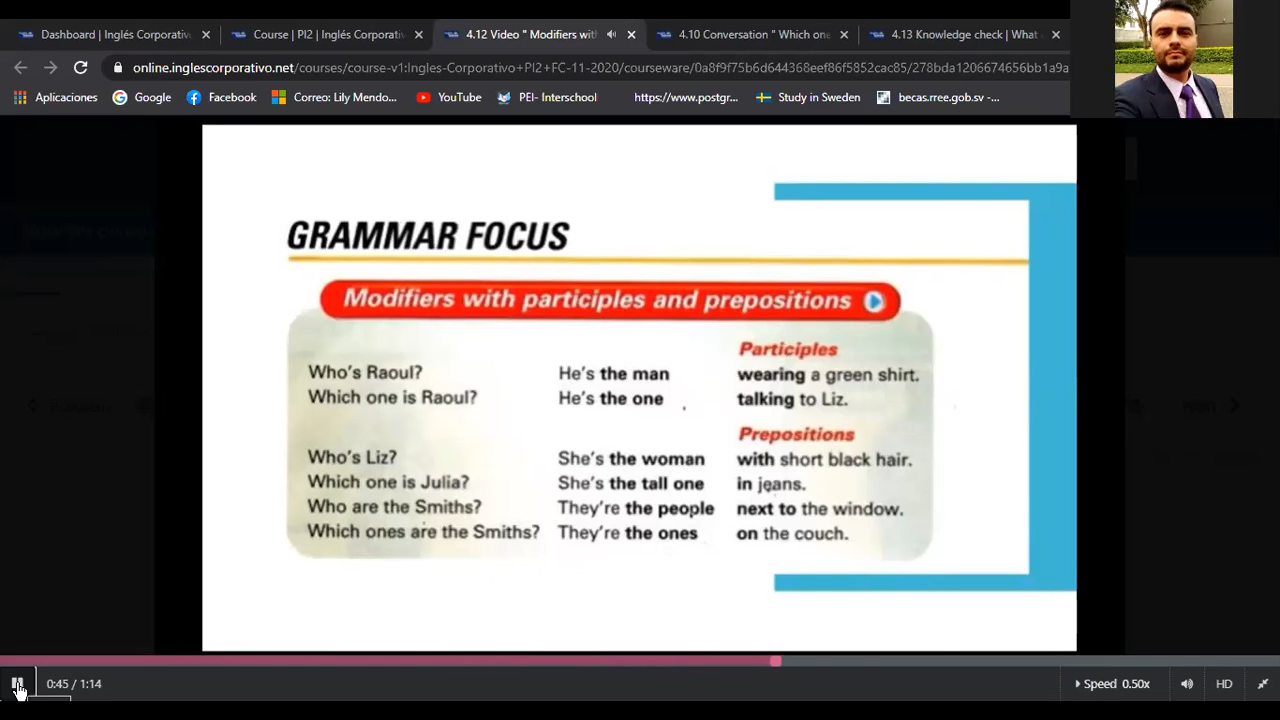 Dashboard | Inglés Corporativo
Course | PI2 | Inglés Corporati
4.12 Video " Modifiers wit
4.10 Conversation " Which one
4.13 Knowledge check | What
online.inglescorporativo.net/courses/course-v1:Ingles-Corporativo+PI2+FC-11-2020/courseware/0a8f9f75b6d644368eef86f5852cac85/278bda1206674656bb1a9a
Aplicaciones
Google
Facebook
Correo: Lily Mendo...
YouTube
PEI- Interschool
https://www.postgr...
Study in Sweden
becas.rree.gob.sv -...
GRAMMAR FOCUS
Modifiers with participles and prepositions
Participles
Who's Raoul? He's the man wearing a green shirt.
Which one is Raoul? He's the one talking to Liz.
Prepositions
Who's Liz? She's the woman with short black hair.
Which one is Julia? She's the tall one in jeans.
Who are the Smiths? They're the people next to the window.
Which ones are the Smiths? They're the ones on the couch.
0:45 / 1:14
Speed 0.50x
HD